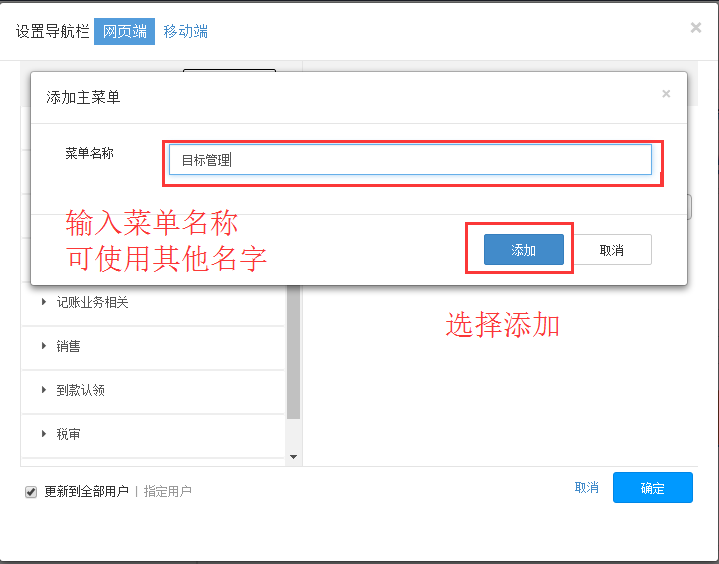 设置导航栏 网页端 移动端 ×
添加主菜单 ×
菜单名称 目标管理
输入菜单名称
可使用其他名字
添加 取消
选择添加
记账业务相关
销售
到款认领
税审
更新到全部用户 | 指定用户 取消 确定